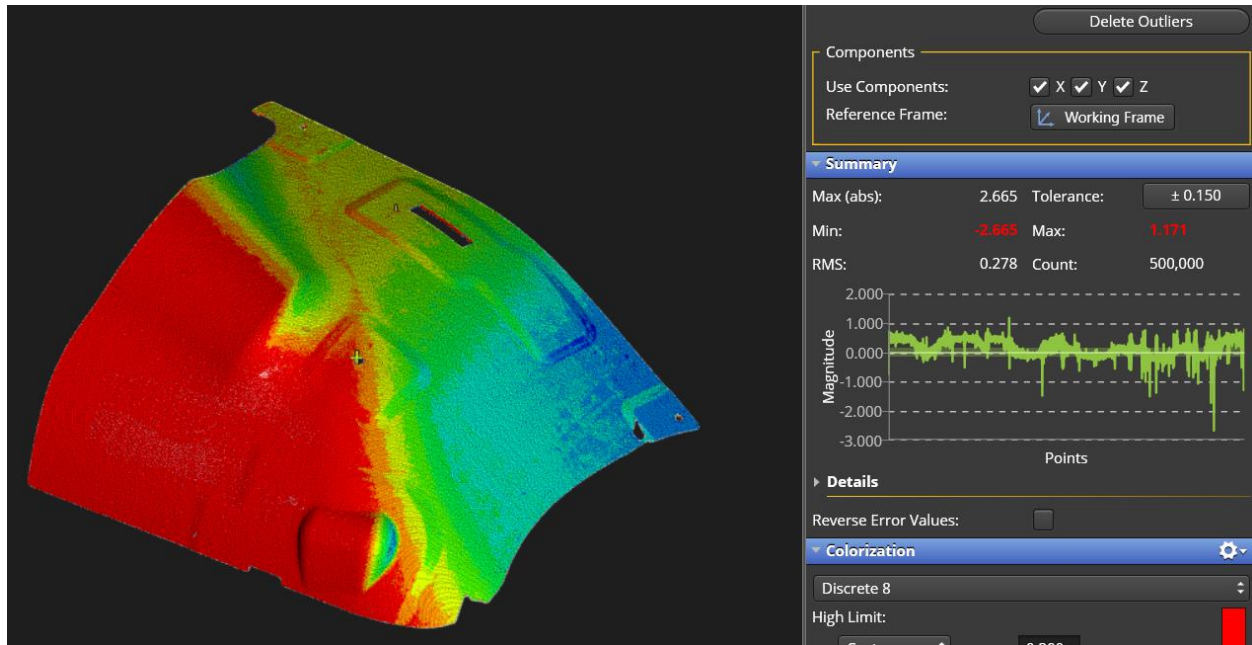 Delete Outliers
Components
Use Components: X Y Z
Reference Frame: Working Frame
Summary
Max (abs): 2.665 Tolerance: ± 0.150
Min: -2.665 Max: 1.171
RMS: 0.278 Count: 500,000
2.000
1.000
0.000
-1.000
-2.000
-3.000
Magnitude
Points
Details
Reverse Error Values:
Colorization
Discrete 8
High Limit: